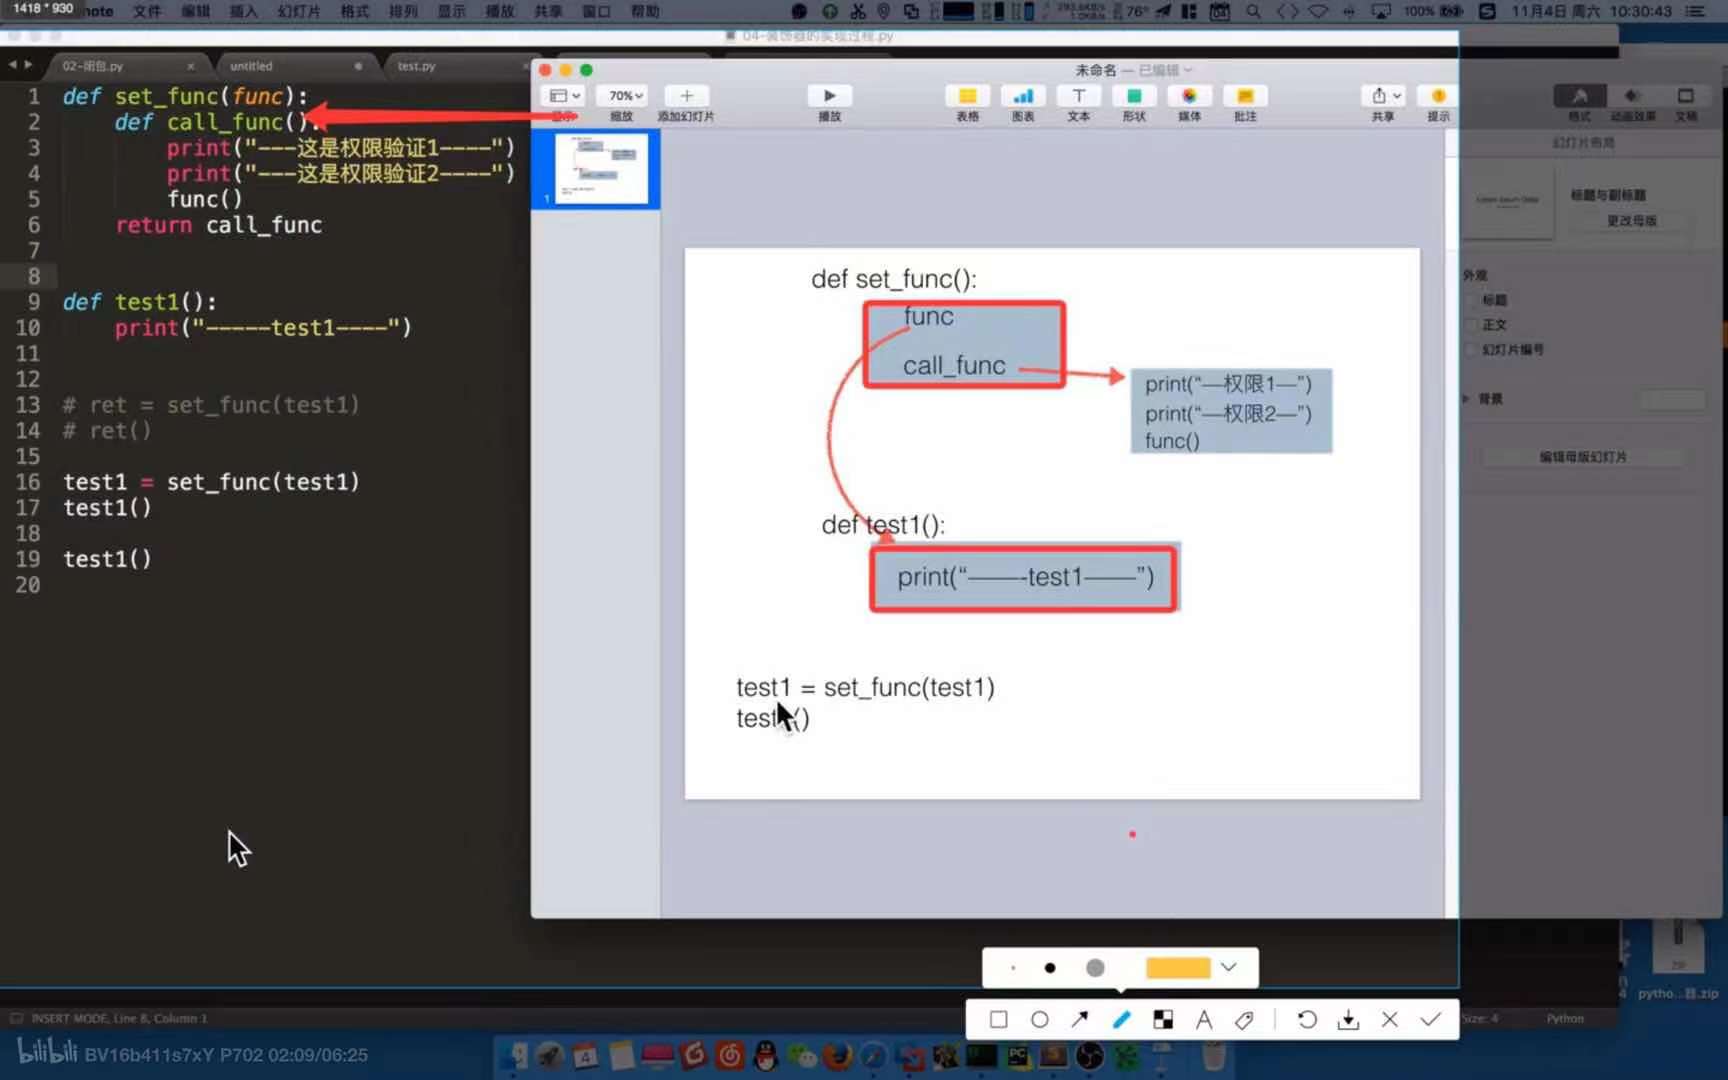 1418 * 930
note 文件 编辑 插入 幻灯片 格式 排列 显示 播放 共享 窗口 帮助
76° 100% 11月4日 周六 10:30:43
04-装饰器的实现过程.py
02-闭包.py × untitled test.py
1 def set_func(func):
2 def call_func():
3 print("---这是权限验证1----")
4 print("---这是权限验证2----")
5 func()
6 return call_func
7
8
9 def test1():
10 print("-----test1----")
11
12
13 # ret = set_func(test1)
14 # ret()
15
16 test1 = set_func(test1)
17 test1()
18
19 test1()
20
未命名 — 已编辑
70%
显示 缩放 添加幻灯片 播放 表格 图表 文本 形状 媒体 批注 共享 提示
格式 动画效果 文稿
幻灯片布局
标题与副标题
更改母版
外观
标题
正文
幻灯片编号
背景
编辑母版幻灯片
1
def set_func():
func
call_func
print(“—权限1—”)
print(“—权限2—”)
func()
def test1():
print(“——-test1——”)
test1 = set_func(test1)
test ()
INSERT MODE, Line 8, Column 1
Size: 4 Python
ZIP
pytho...器.zip
bilibili BV16b411s7xY P702 02:09/06:25